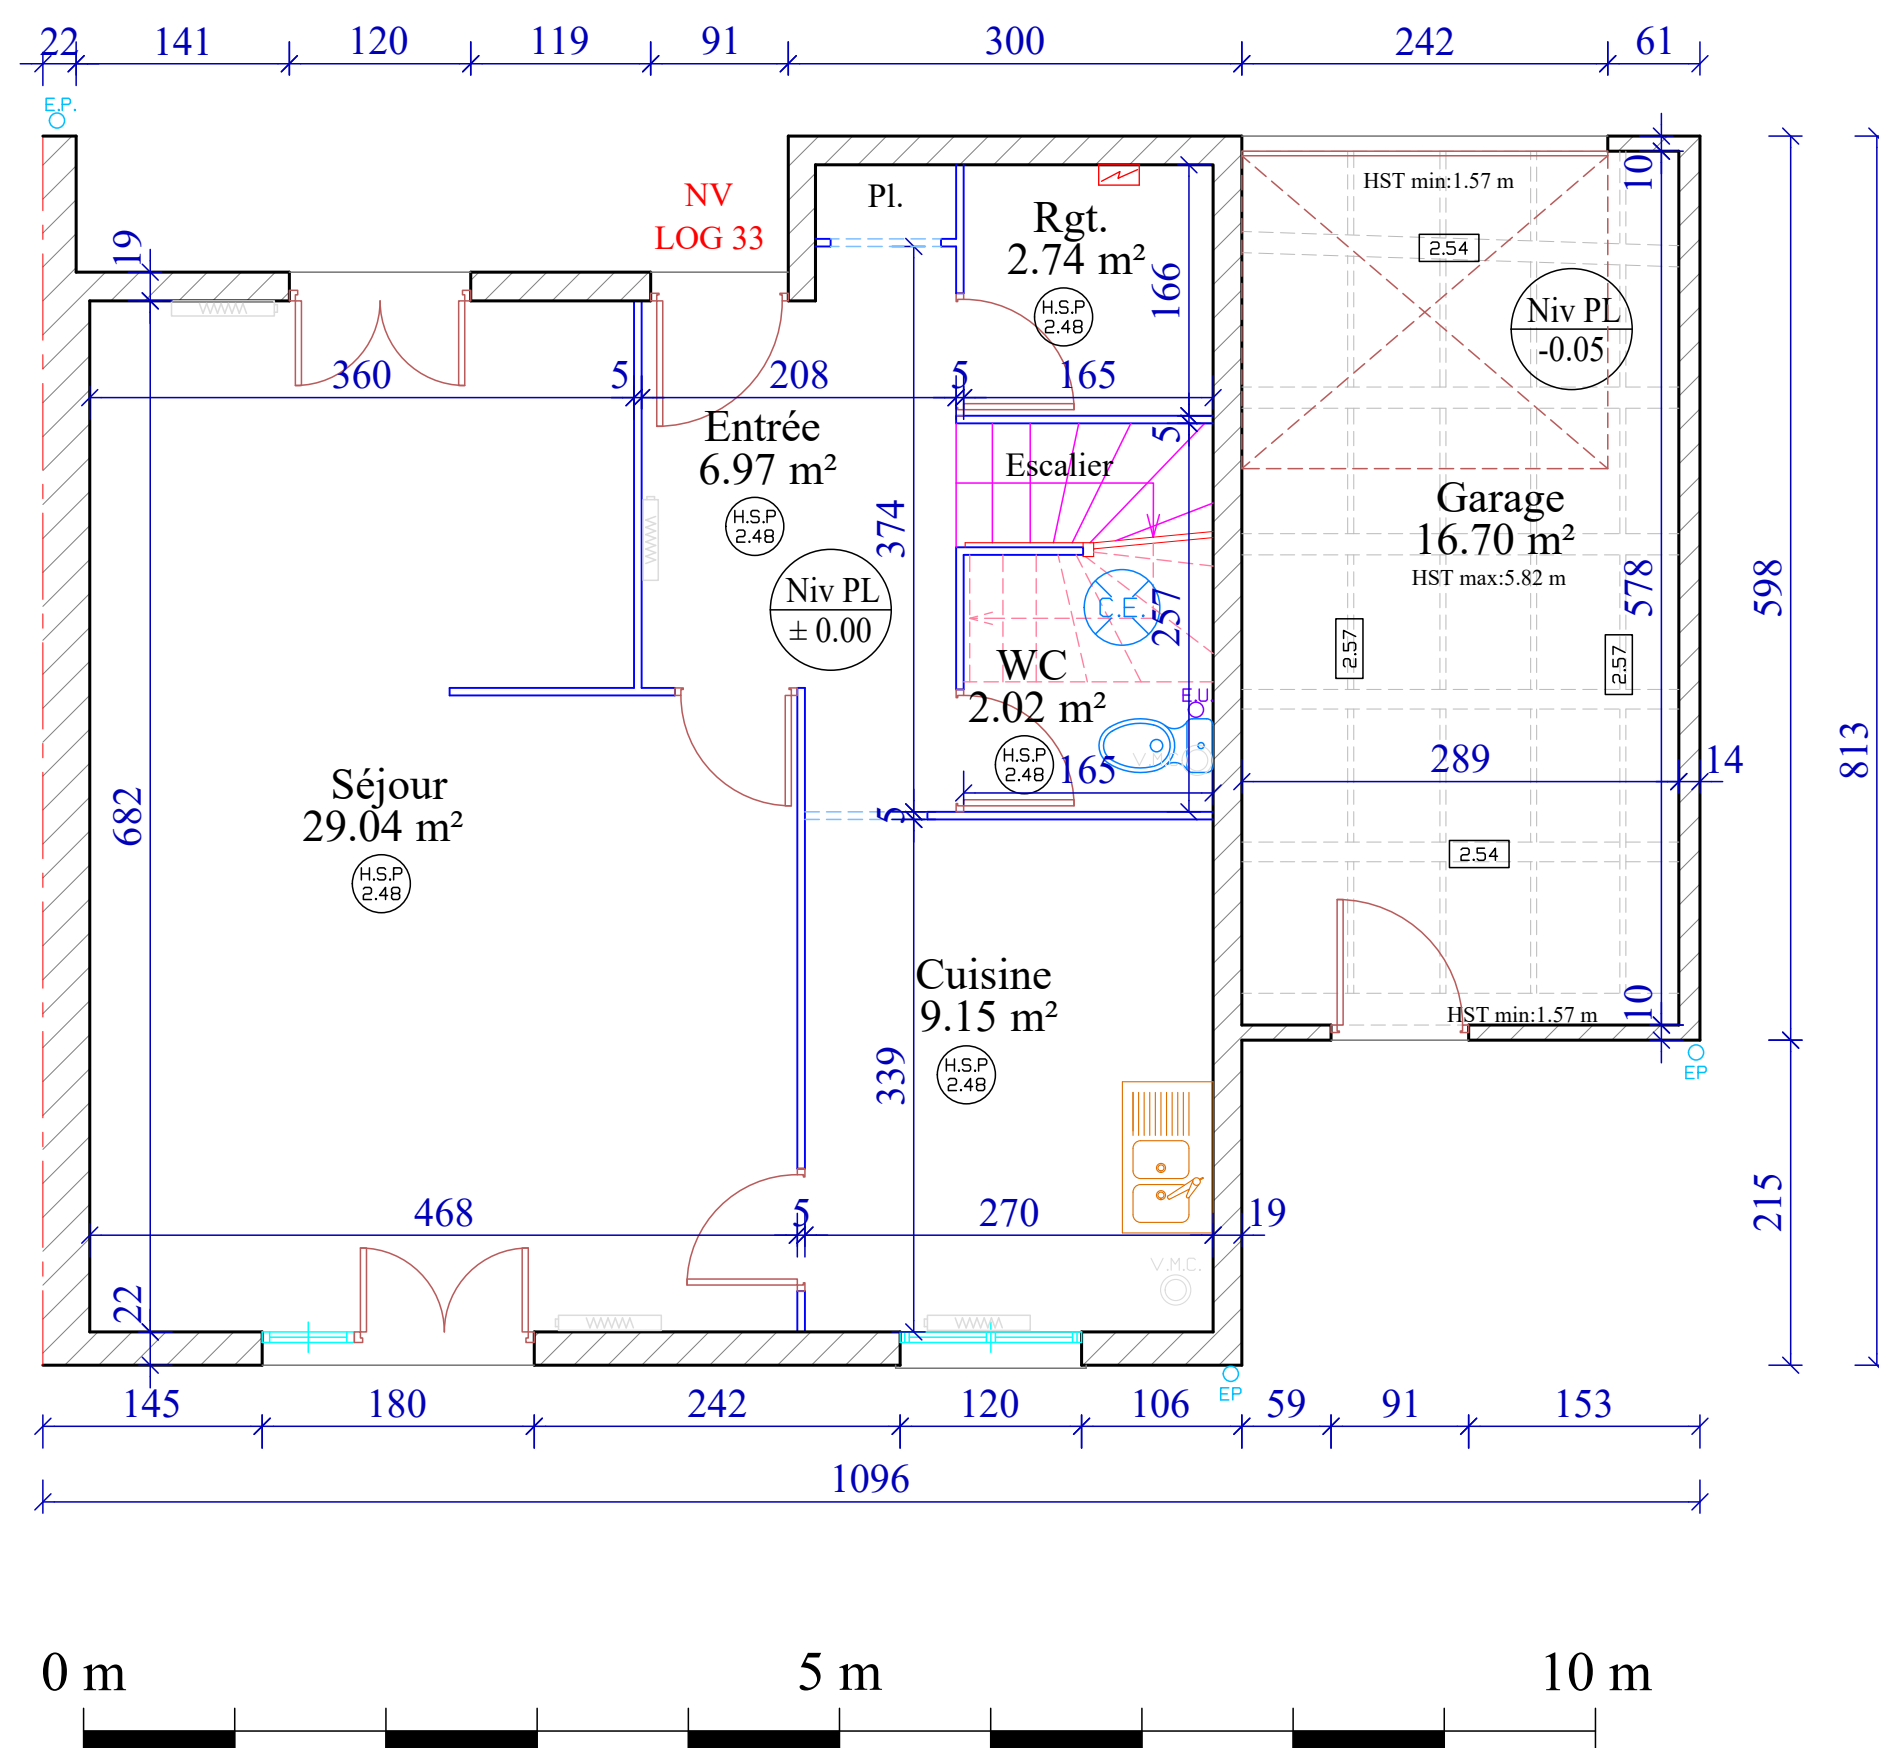 22 141 120 119 91 300 242 61
E.P.
NV
LOG 33
Pl.
Rgt.
2.74 m²
H.S.P
2.48
HST min:1.57 m
10
2.54
19
166
Niv PL
-0.05
360 5 208 5 165
Entrée
6.97 m²
H.S.P
2.48
5
Escalier
374
Garage
16.70 m²
HST max:5.82 m
578
598
Niv PL
± 0.00
C.E.
257
2.57
2.57
WC
2.02 m²
H.S.P
2.48
E.U.
V.M.C.
165
289 14
813
Séjour
29.04 m²
H.S.P
2.48
682
5
2.54
Cuisine
9.15 m²
H.S.P
2.48
339
10
HST min:1.57 m
EP
215
468 5 270 19
22
V.M.C.
EP
145 180 242 120 106 59 91 153
1096
0 m 5 m 10 m